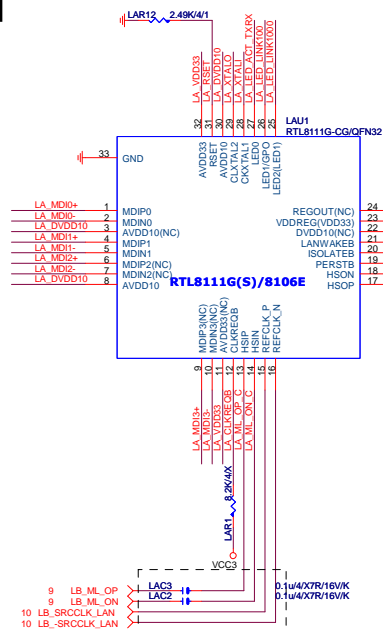 LAR12 2.49K/4/1
LA_VDD33
LA_RSET
LA_DVDD10
LA_XTALO
LA_XTALI
LA_LED_ACT_TXRX
LA_LED_LINK100
LA_LED_LINK1000
32 31 30 29 28 27 26 25
LAU1
RTL8111G-CG/QFN32
AVDD33
RSET
AVDD10
CLXTAL2
CKXTAL1
LED0
LED1/GPO
LED2(LED1)
33 GND
LA_MDI0+ 1 MDIP0
LA_MDI0- 2 MDIN0
LA_DVDD10 3 AVDD10(NC)
LA_MDI1+ 4 MDIP1
LA_MDI1- 5 MDIN1
LA_MDI2+ 6 MDIP2(NC)
LA_MDI2- 7 MDIN2(NC)
LA_DVDD10 8 AVDD10
REGOUT(NC) 24
VDDREG(VDD33) 23
DVDD10(NC) 22
LANWAKEB 21
ISOLATEB 20
PERSTB 19
HSON 18
HSOP 17
RTL8111G(S)/8106E
MDIP3(NC)
MDIN3(NC)
AVDD33(NC)
CLKREQB
HSIP
HSIN
REFCLK_P
REFCLK_N
9 10 11 12 13 14 15 16
LA_MDI3+
LA_MDI3-
LA_VDD33
LA_CLKREQB
LA_ML_OP_C
LA_ML_ON_C
LAR1 8.2K/4/X
VCC3
9 LB_ML_OP LAC3 0.1u/4/X7R/16V/K
9 LB_ML_ON LAC2 0.1u/4/X7R/16V/K
10 LB_SRCCLK_LAN
10 LB_-SRCCLK_LAN